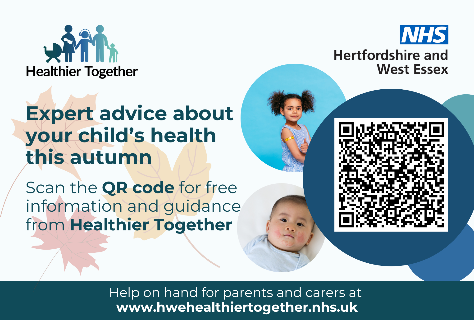 Healthier Together
NHS
Hertfordshire and
West Essex
Expert advice about
your child's health
this autumn
Scan the QR code for free
information and guidance
from Healthier Together
Help on hand for parents and carers at
www.hwehealthiertogether.nhs.uk